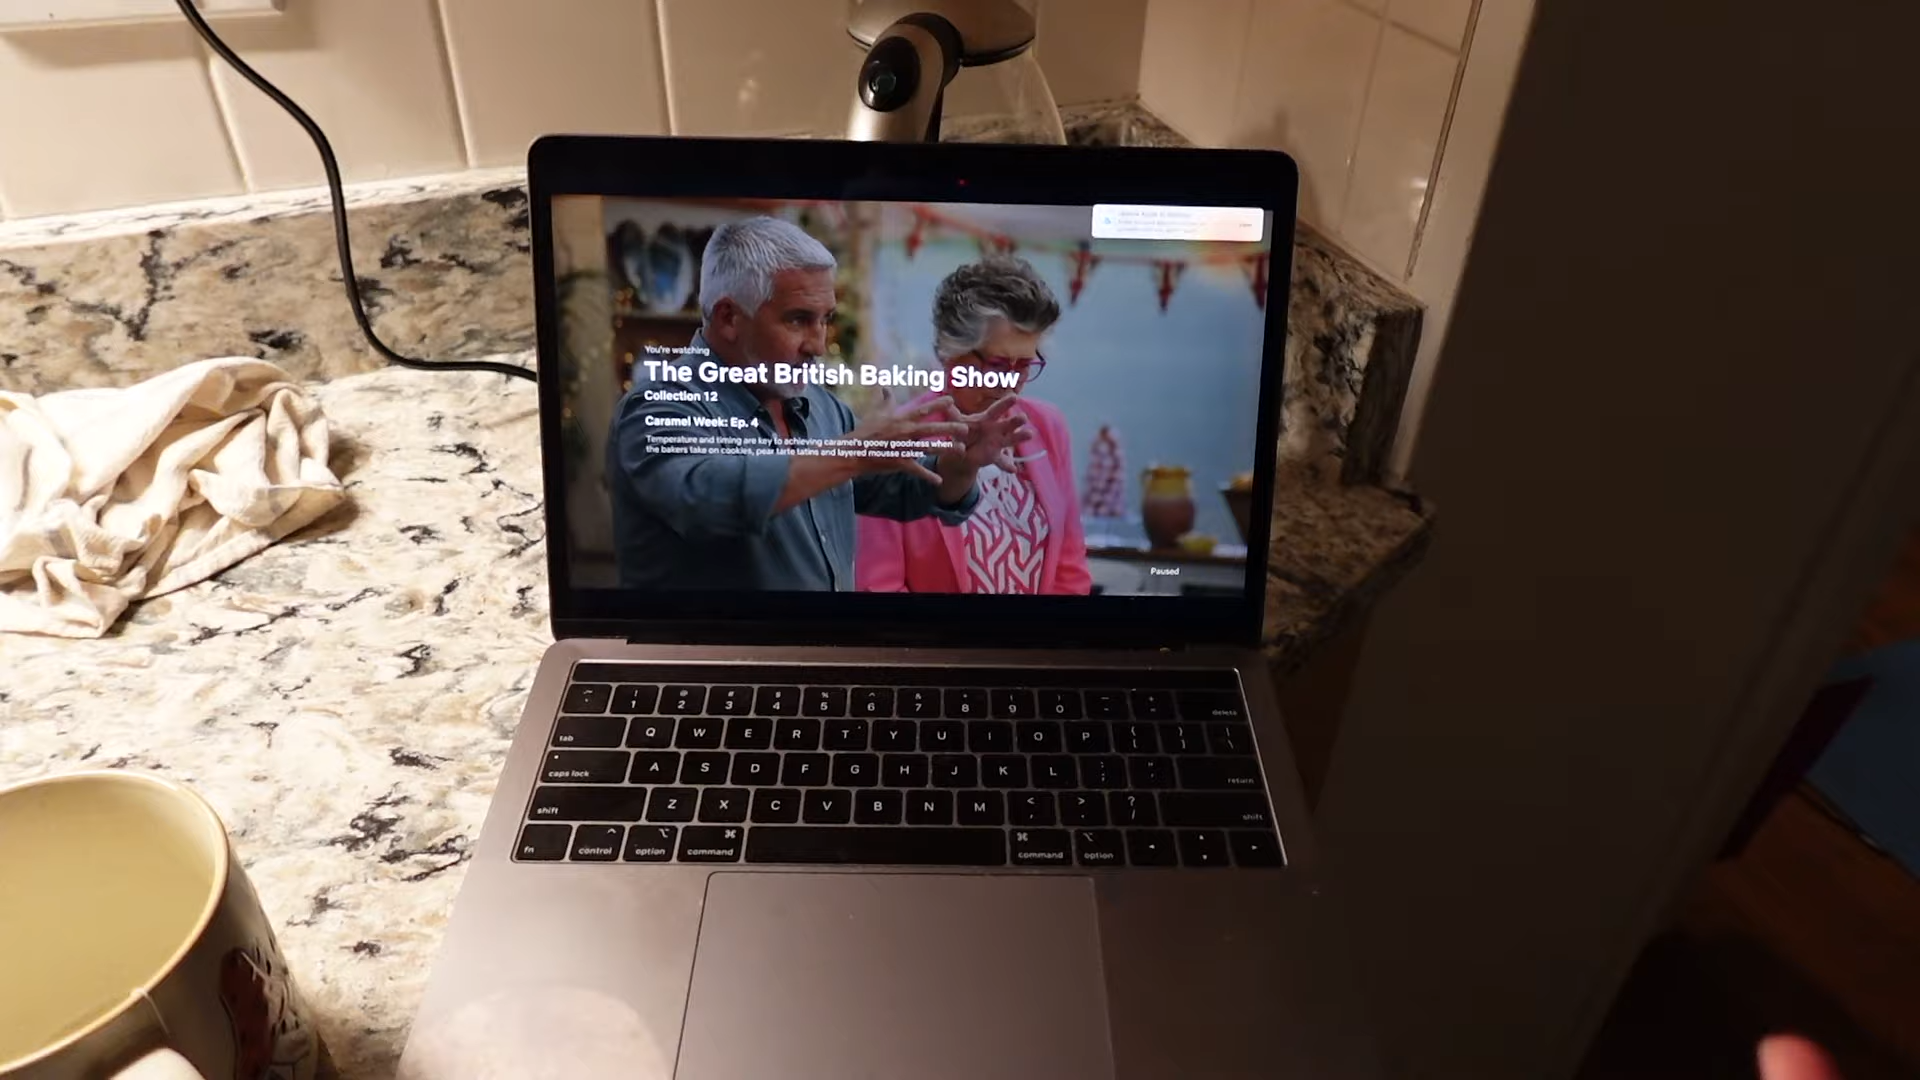 You're watching
The Great British Baking Show
Collection 12
Caramel Week: Ep. 4
Temperature and timing are key to achieving caramel's gooey goodness when
the bakers take on cookies, pear tarte tatins and layered mousse cakes.
Paused
! @ # $ % ^ & * ( ) _ +
1 2 3 4 5 6 7 8 9 0 - = delete
tab Q W E R T Y U I O P { [ } ] | \
caps lock A S D F G H J K L : ; " ' return
shift Z X C V B N M < , > . ? / shift
fn control option command command option